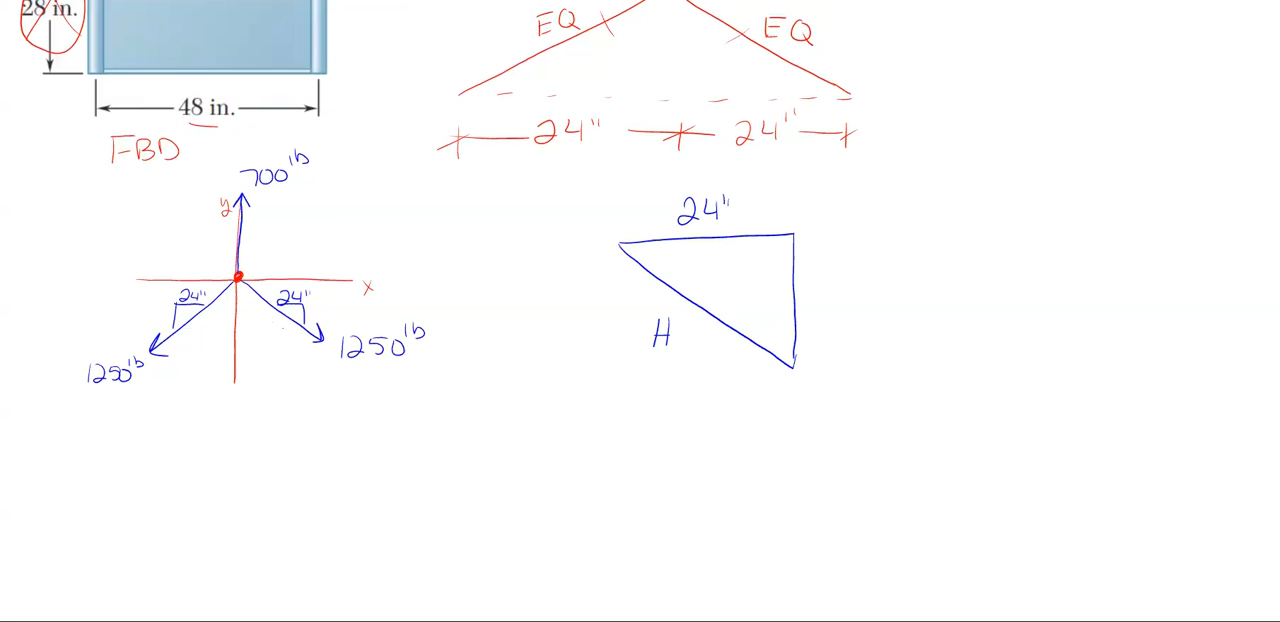 28 in.
EQ
EQ
48 in.
24"
24"
FBD
700 lb
y
24"
x
24"
24"
1250 lb
1250 lb
H